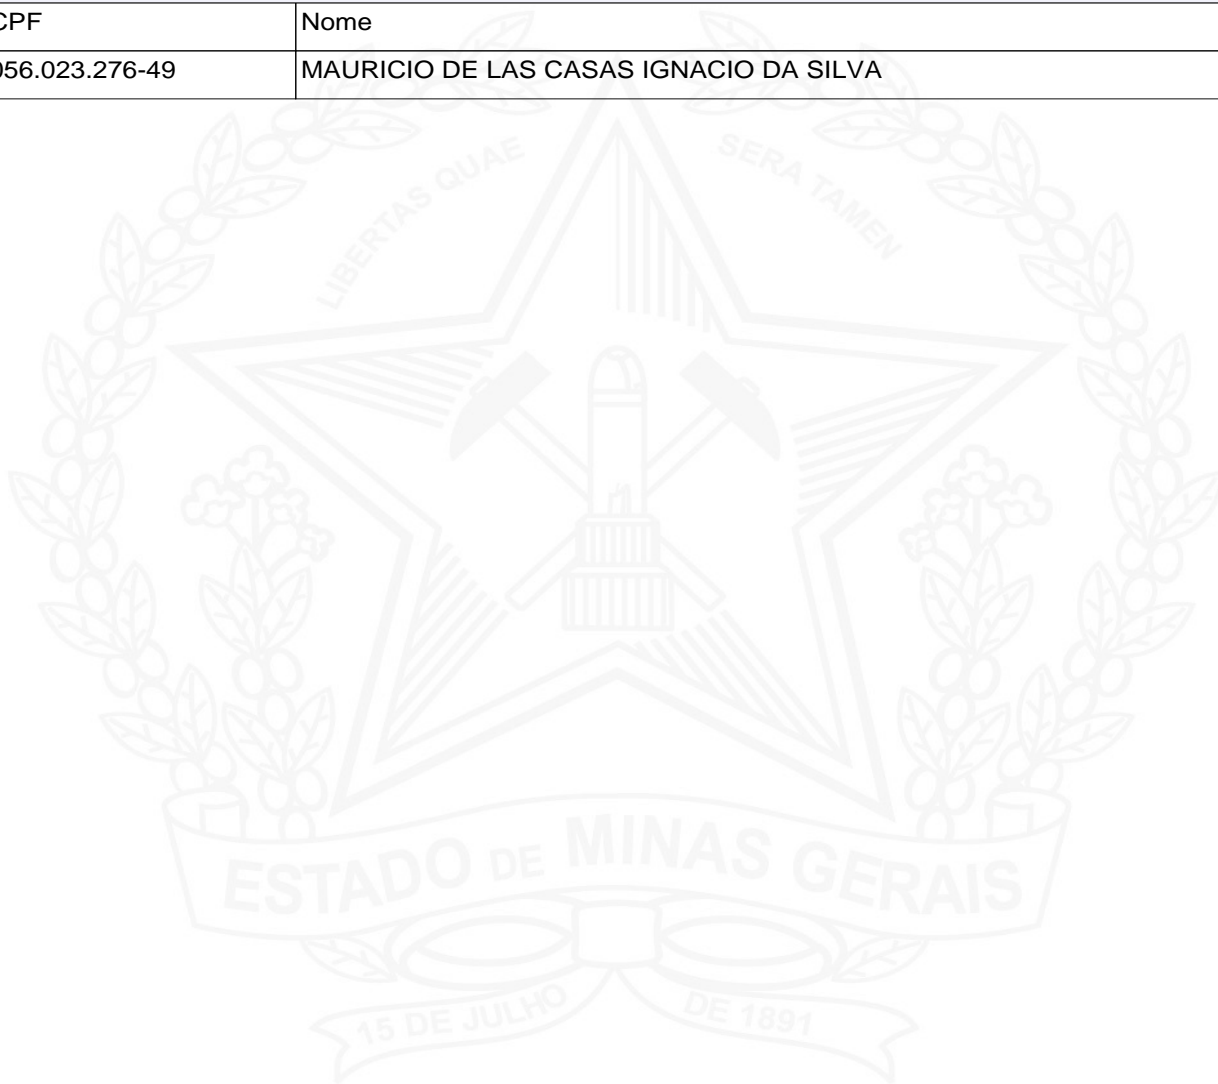 CPF Nome
056.023.276-49 MAURICIO DE LAS CASAS IGNACIO DA SILVA
LIBERTAS QUAE SERA TAMEN
ESTADO DE MINAS GERAIS
15 DE JULHO DE 1891